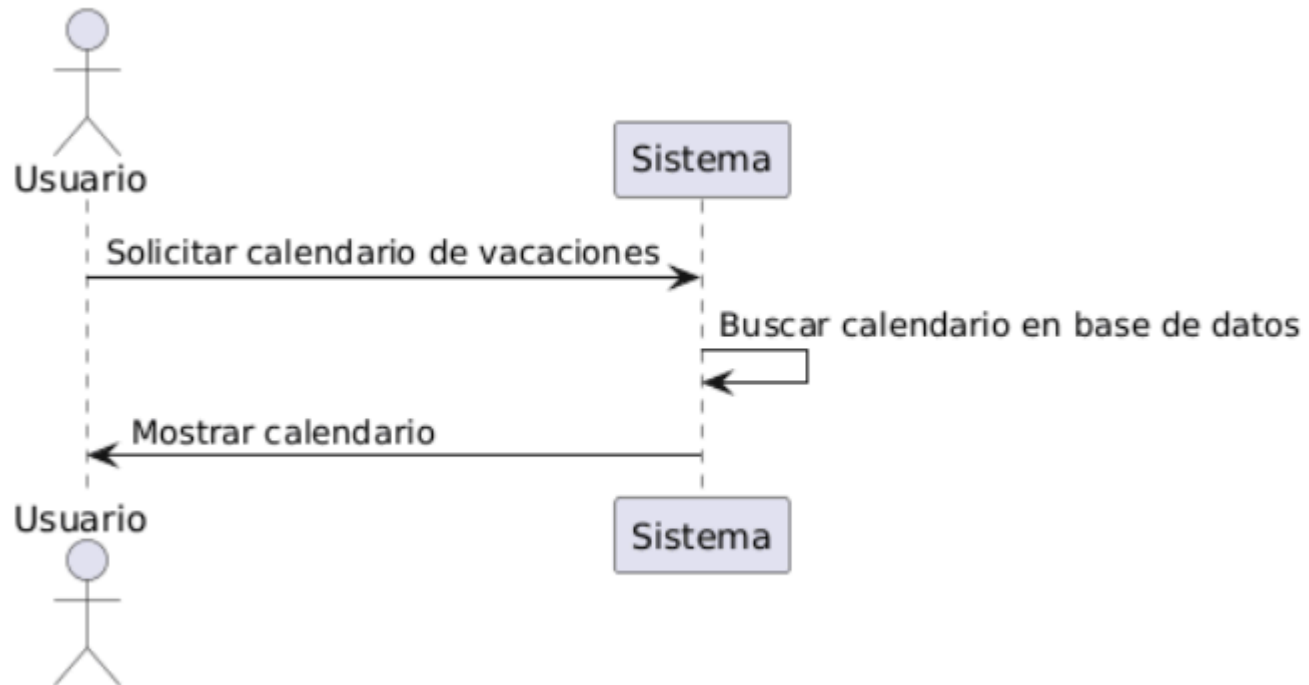 Usuario
Sistema
Solicitar calendario de vacaciones
Buscar calendario en base de datos
Mostrar calendario
Usuario
Sistema